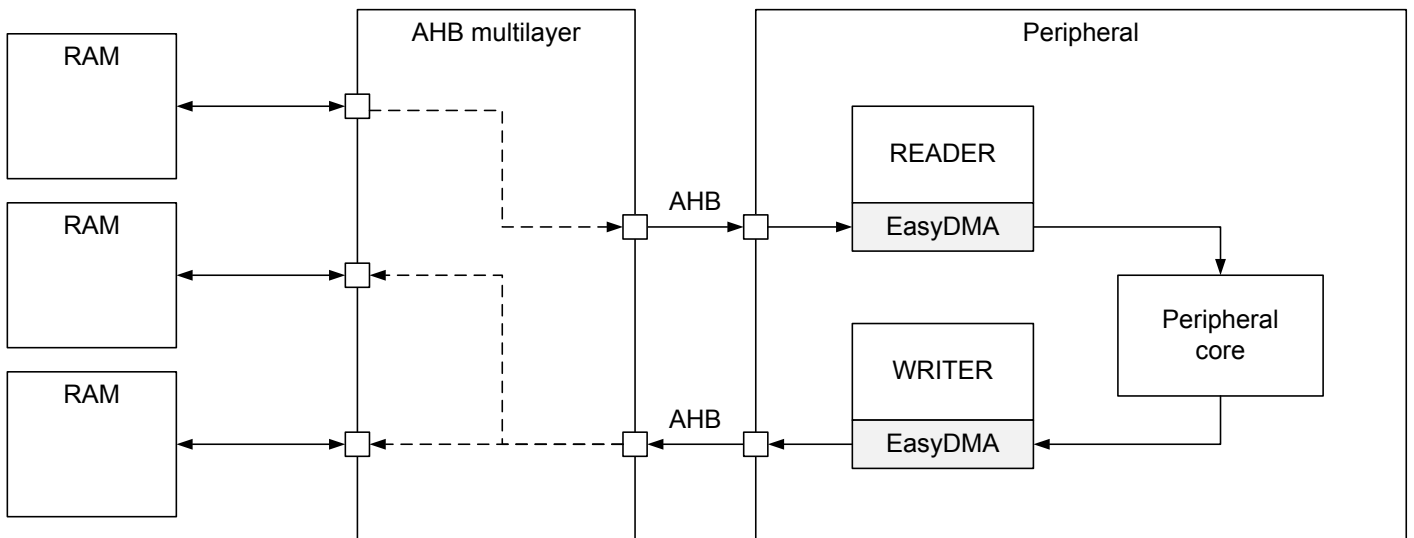 AHB multilayer
Peripheral
RAM
READER
AHB
EasyDMA
RAM
Peripheral
core
WRITER
RAM
AHB
EasyDMA